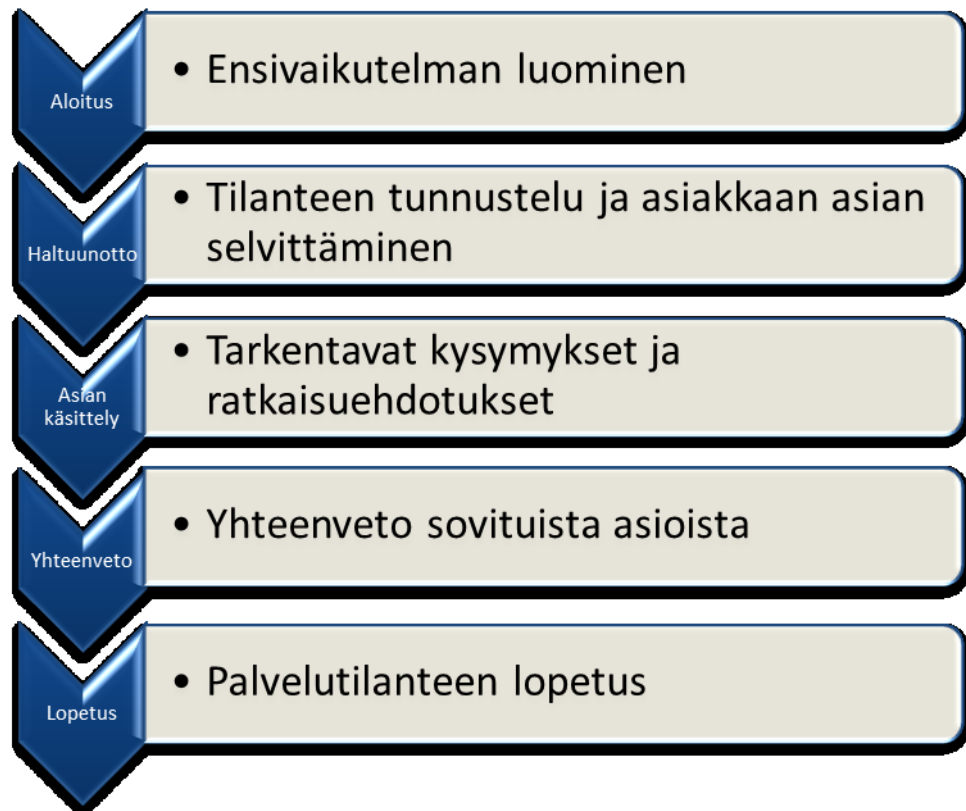 Aloitus
• Ensivaikutelman luominen
Haltuunotto
• Tilanteen tunnustelu ja asiakkaan asian
selvittäminen
Asian
käsittely
• Tarkentavat kysymykset ja
ratkaisuehdotukset
Yhteenveto
• Yhteenveto sovituista asioista
Lopetus
• Palvelutilanteen lopetus